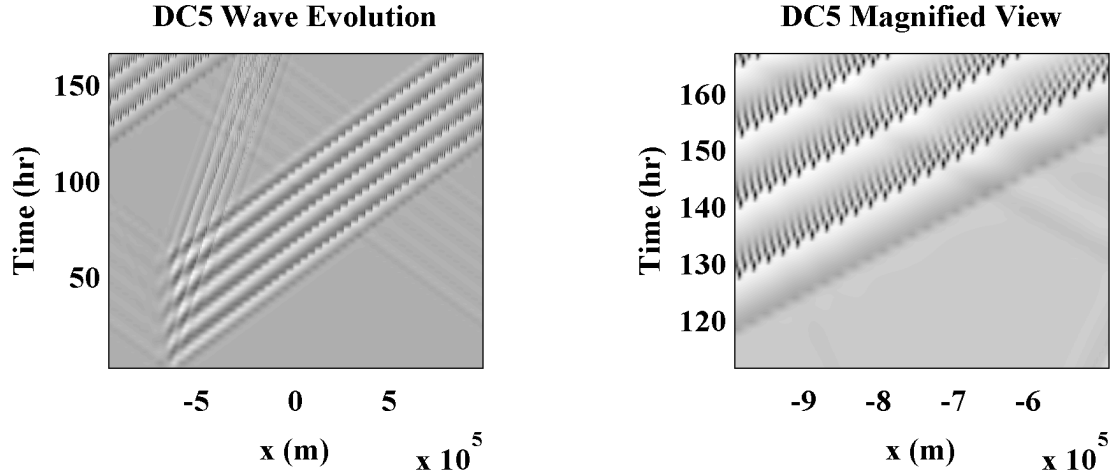 DC5 Wave Evolution
Time (hr)
150
100
50
-5 0 5
x (m)
x 10^5
DC5 Magnified View
Time (hr)
160
150
140
130
120
-9 -8 -7 -6
x (m)
x 10^5